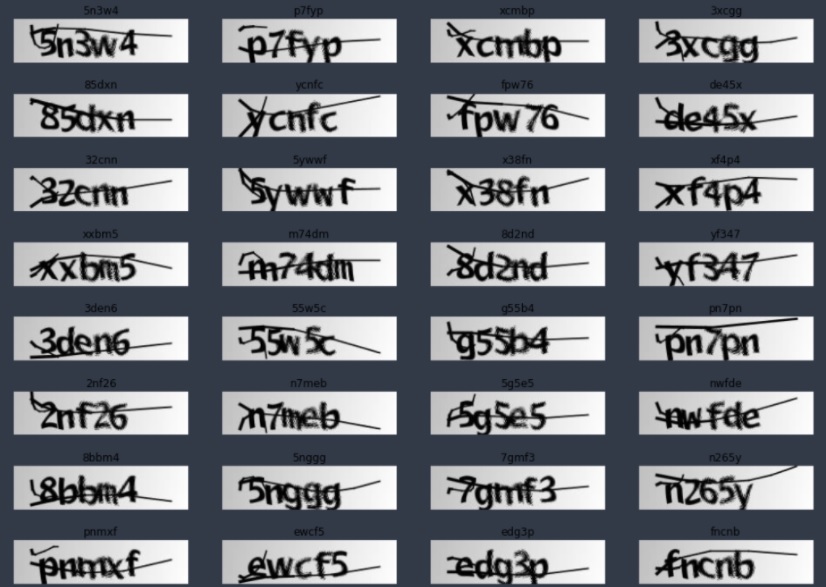 5n3w4 p7fyp xcmbp 3xcgg
5n3w4 p7fyp xcmbp 3xcgg
85dxn ycnfc fpw76 de45x
85dxn ycnfc fpw76 de45x
32cnn 5ywwf x38fn xf4p4
32cnn 5ywwf x38fn xf4p4
xxbm5 m74dm 8d2nd yf347
xxbm5 m74dm 8d2nd yf347
3den6 55w5c g55b4 pn7pn
3den6 55w5c g55b4 pn7pn
2nf26 n7meb 5g5e5 nwfde
2nf26 n7meb 5g5e5 nwfde
8bbm4 5nggg 7gmf3 n265y
8bbm4 5nggg 7gmf3 n265y
pnmxf ewcf5 edg3p fncnb
pnmxf ewcf5 edg3p fncnb